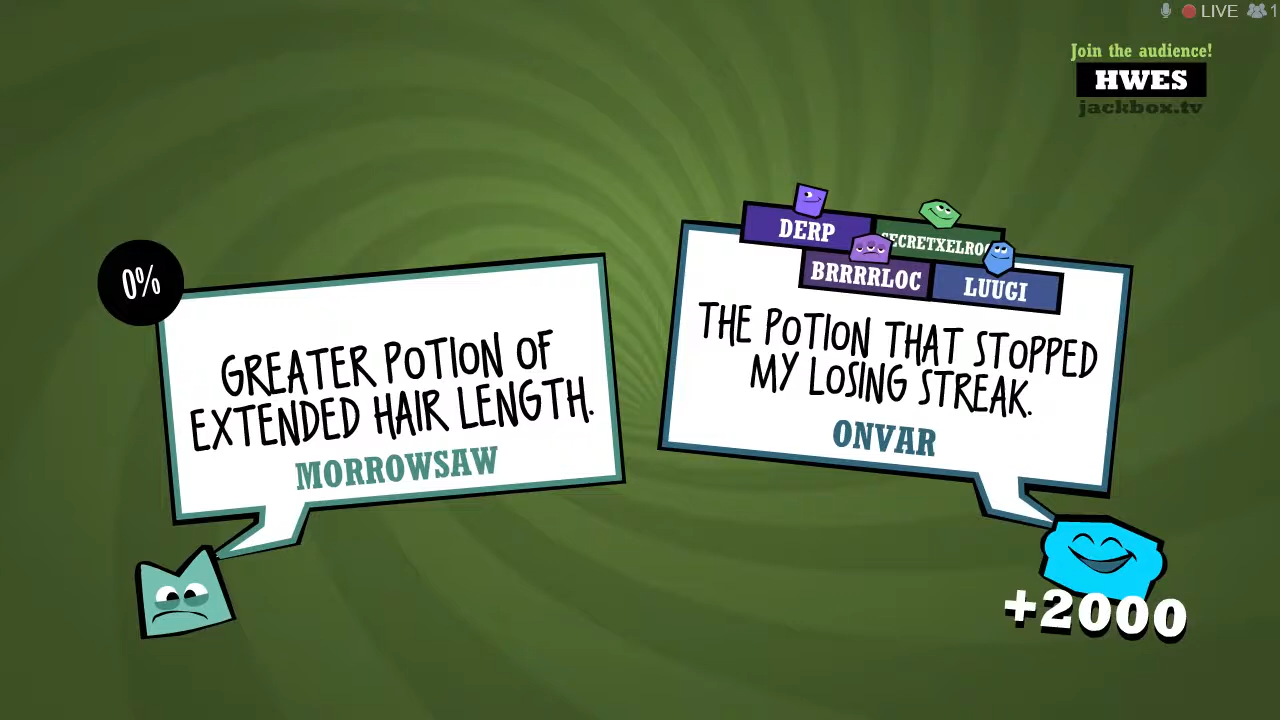 LIVE 1
Join the audience!
HWES
jackbox.tv
0%
GREATER POTION OF
EXTENDED HAIR LENGTH.
MORROWSAW
DERP
SECRETXELROC
BRRRRLOC
LUUGI
THE POTION THAT STOPPED
MY LOSING STREAK.
ONVAR
+2000